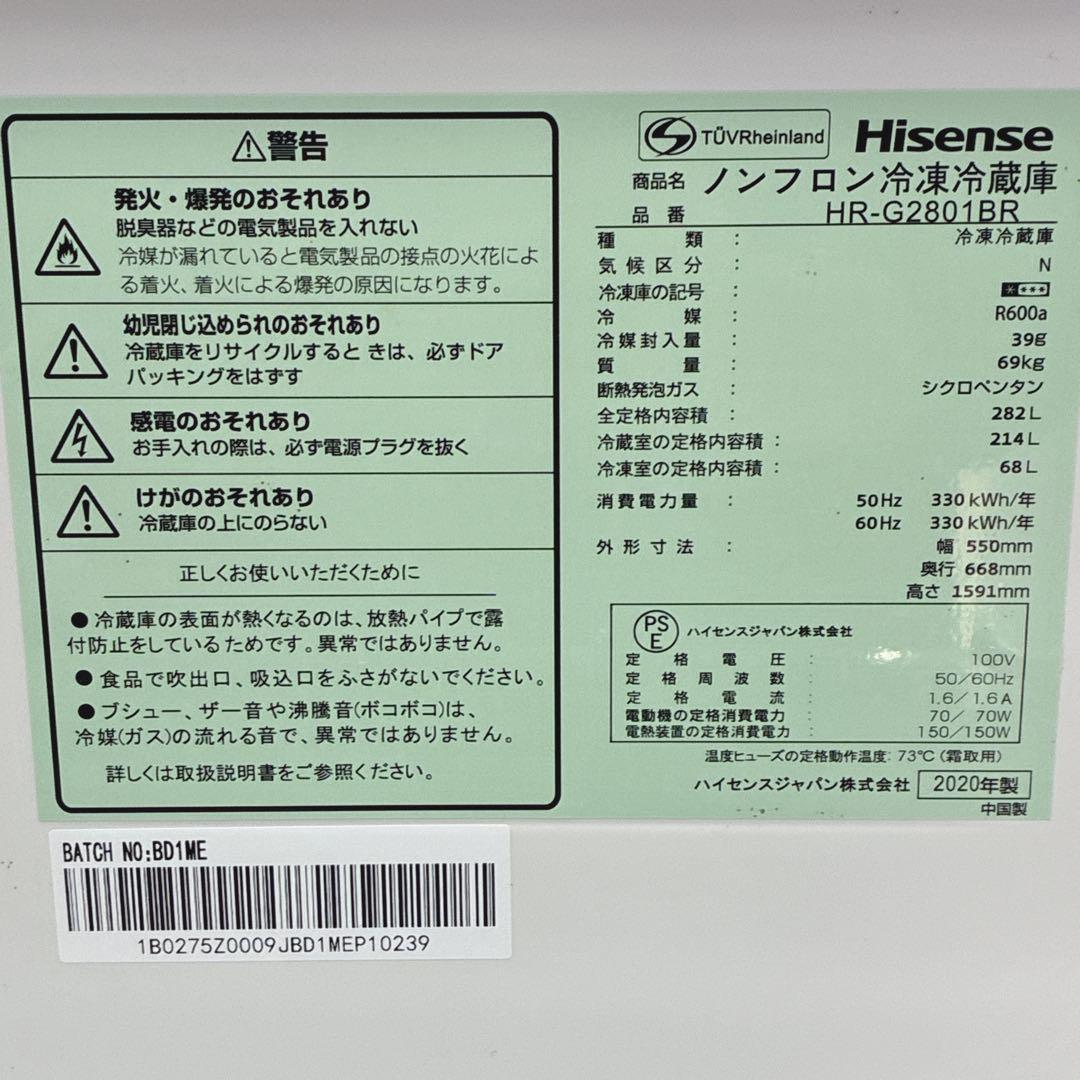 警告
発火・爆発のおそれあり
脱臭器などの電気製品を入れない
冷媒が漏れていると電気製品の接点の火花によ
る着火、着火による爆発の原因になります。
幼児閉じ込められのおそれあり
冷蔵庫をリサイクルすると きは、必ずドア
パッキングをはずす
感電のおそれあり
お手入れの際は、必ず電源プラグを抜く
けがのおそれあり
冷蔵庫の上にのらない
正しくお使いいただくために
●冷蔵庫の表面が熱くなるのは、放熱パイプで露
付防止をしているためです。異常ではありません。
●食品で吹出口、吸込口をふさがないでください。
●ブシュー、ザー音や沸騰音(ボコボコ)は、
冷媒(ガス)の流れる音で、異常ではありません。
詳しくは取扱説明書をご参照ください。
TÜVRheinland
Hisense
商品名 ノンフロン冷凍冷蔵庫
品番 HR-G2801BR
種類 : 冷凍冷蔵庫
気候区分 : N
冷凍庫の記号 : ****
冷媒 : R600a
冷媒封入量 : 39g
質量 : 69kg
断熱発泡ガス : シクロペンタン
全定格内容積 : 282L
冷蔵室の定格内容積 : 214L
冷凍室の定格内容積 : 68L
消費電力量 : 50Hz 330kWh/年
60Hz 330kWh/年
外形寸法 : 幅 550mm
奥行 668mm
高さ 1591mm
PSE ハイセンスジャパン株式会社
定格電圧 : 100V
定格周波数 : 50/60Hz
定格電流 : 1.6/1.6A
電動機の定格消費電力 : 70/ 70W
電熱装置の定格消費電力 : 150/150W
温度ヒューズの定格動作温度: 73℃(霜取用)
ハイセンスジャパン株式会社 2020年製
中国製
BATCH NO:BD1ME
1B0275Z0009JBD1MEP10239